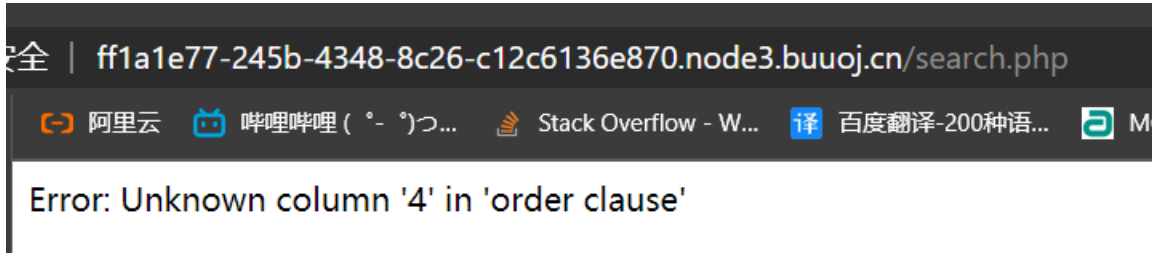 安全 | ff1a1e77-245b-4348-8c26-c12c6136e870.node3.buuoj.cn/search.php
阿里云 哔哩哔哩 ( ゜- ゜)つ... Stack Overflow - W... 译 百度翻译-200种语... M
Error: Unknown column '4' in 'order clause'